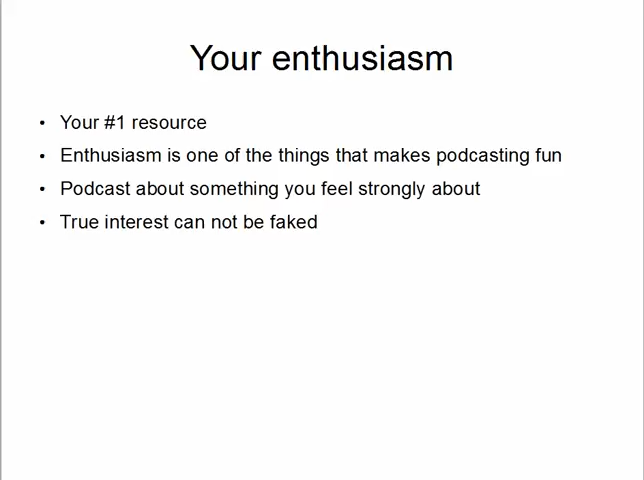 Your enthusiasm
• Your #1 resource
• Enthusiasm is one of the things that makes podcasting fun
• Podcast about something you feel strongly about
• True interest can not be faked